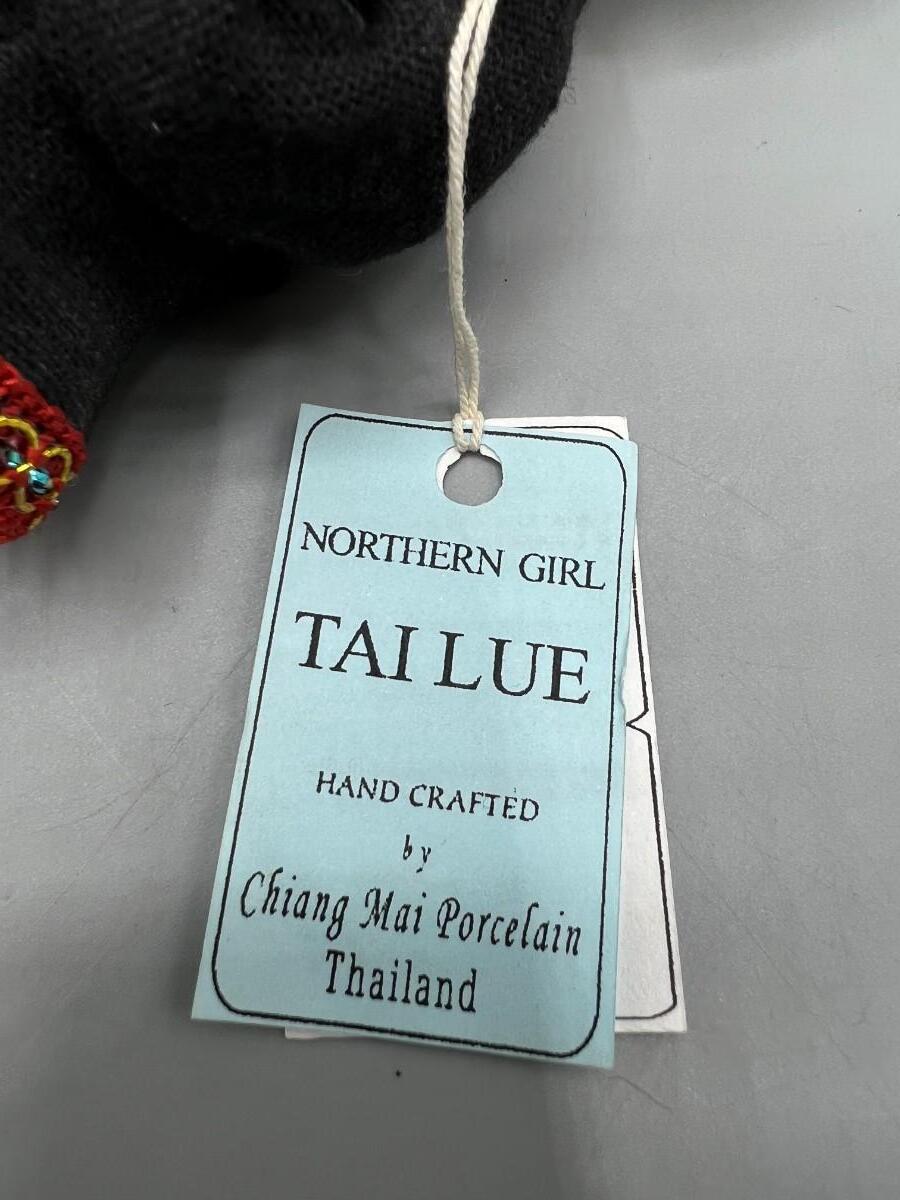 NORTHERN GIRL
TAI LUE
HAND CRAFTED
by
Chiang Mai Porcelain
Thailand